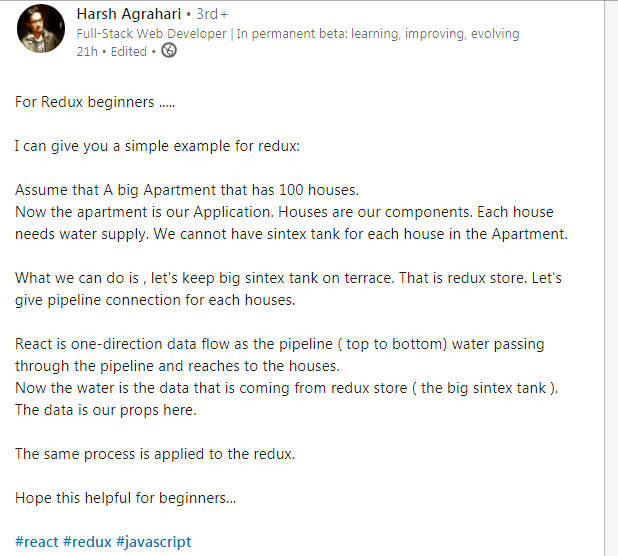 Harsh Agrahari • 3rd+
Full-Stack Web Developer | In permanent beta: learning, improving, evolving
21h • Edited •
For Redux beginners .....
I can give you a simple example for redux:
Assume that A big Apartment that has 100 houses.
Now the apartment is our Application. Houses are our components. Each house
needs water supply. We cannot have sintex tank for each house in the Apartment.
What we can do is , let's keep big sintex tank on terrace. That is redux store. Let's
give pipeline connection for each houses.
React is one-direction data flow as the pipeline ( top to bottom) water passing
through the pipeline and reaches to the houses.
Now the water is the data that is coming from redux store ( the big sintex tank ).
The data is our props here.
The same process is applied to the redux.
Hope this helpful for beginners...
#react #redux #javascript